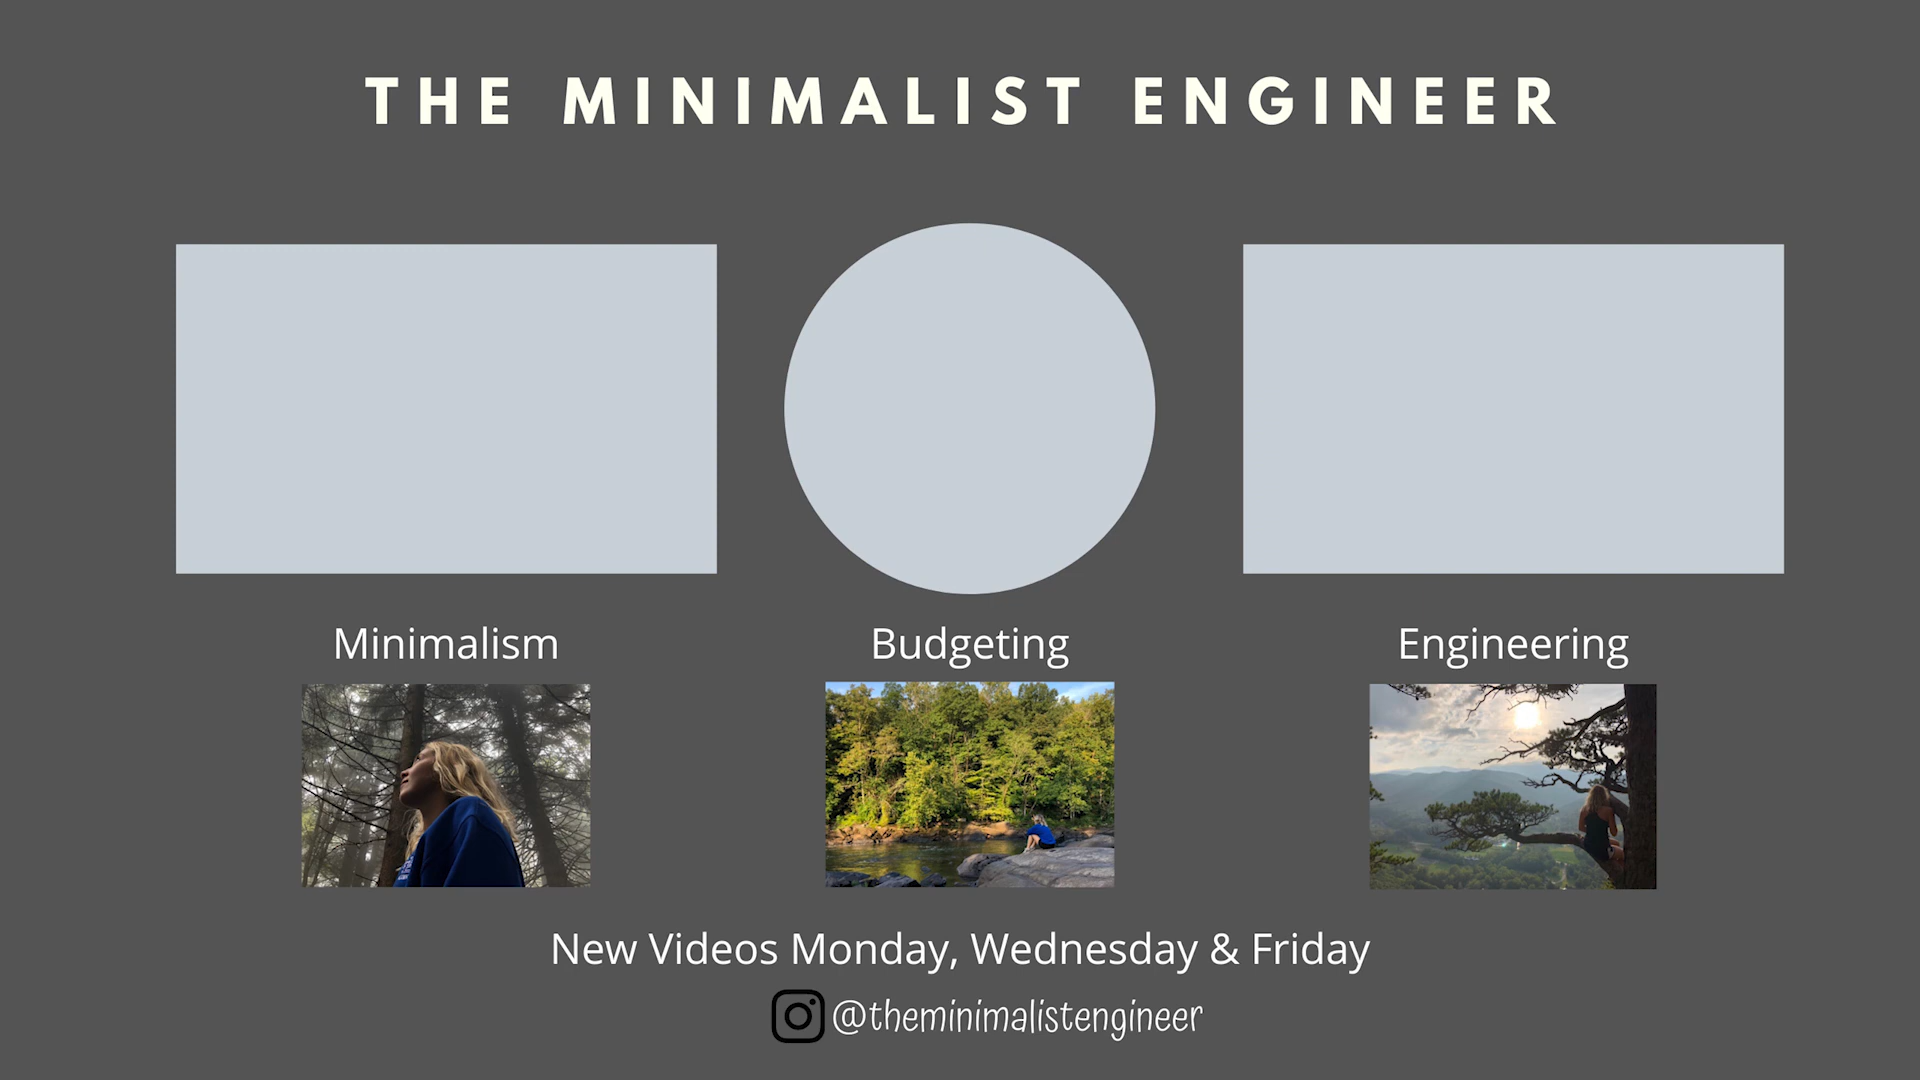 THE MINIMALIST ENGINEER
Minimalism
Budgeting
Engineering
New Videos Monday, Wednesday & Friday
@theminimalistengineer